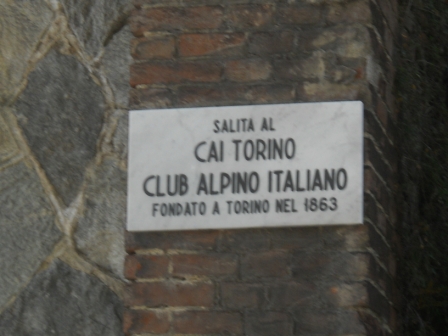 SALITA AL
CAI TORINO
CLUB ALPINO ITALIANO
FONDATO A TORINO NEL 1863